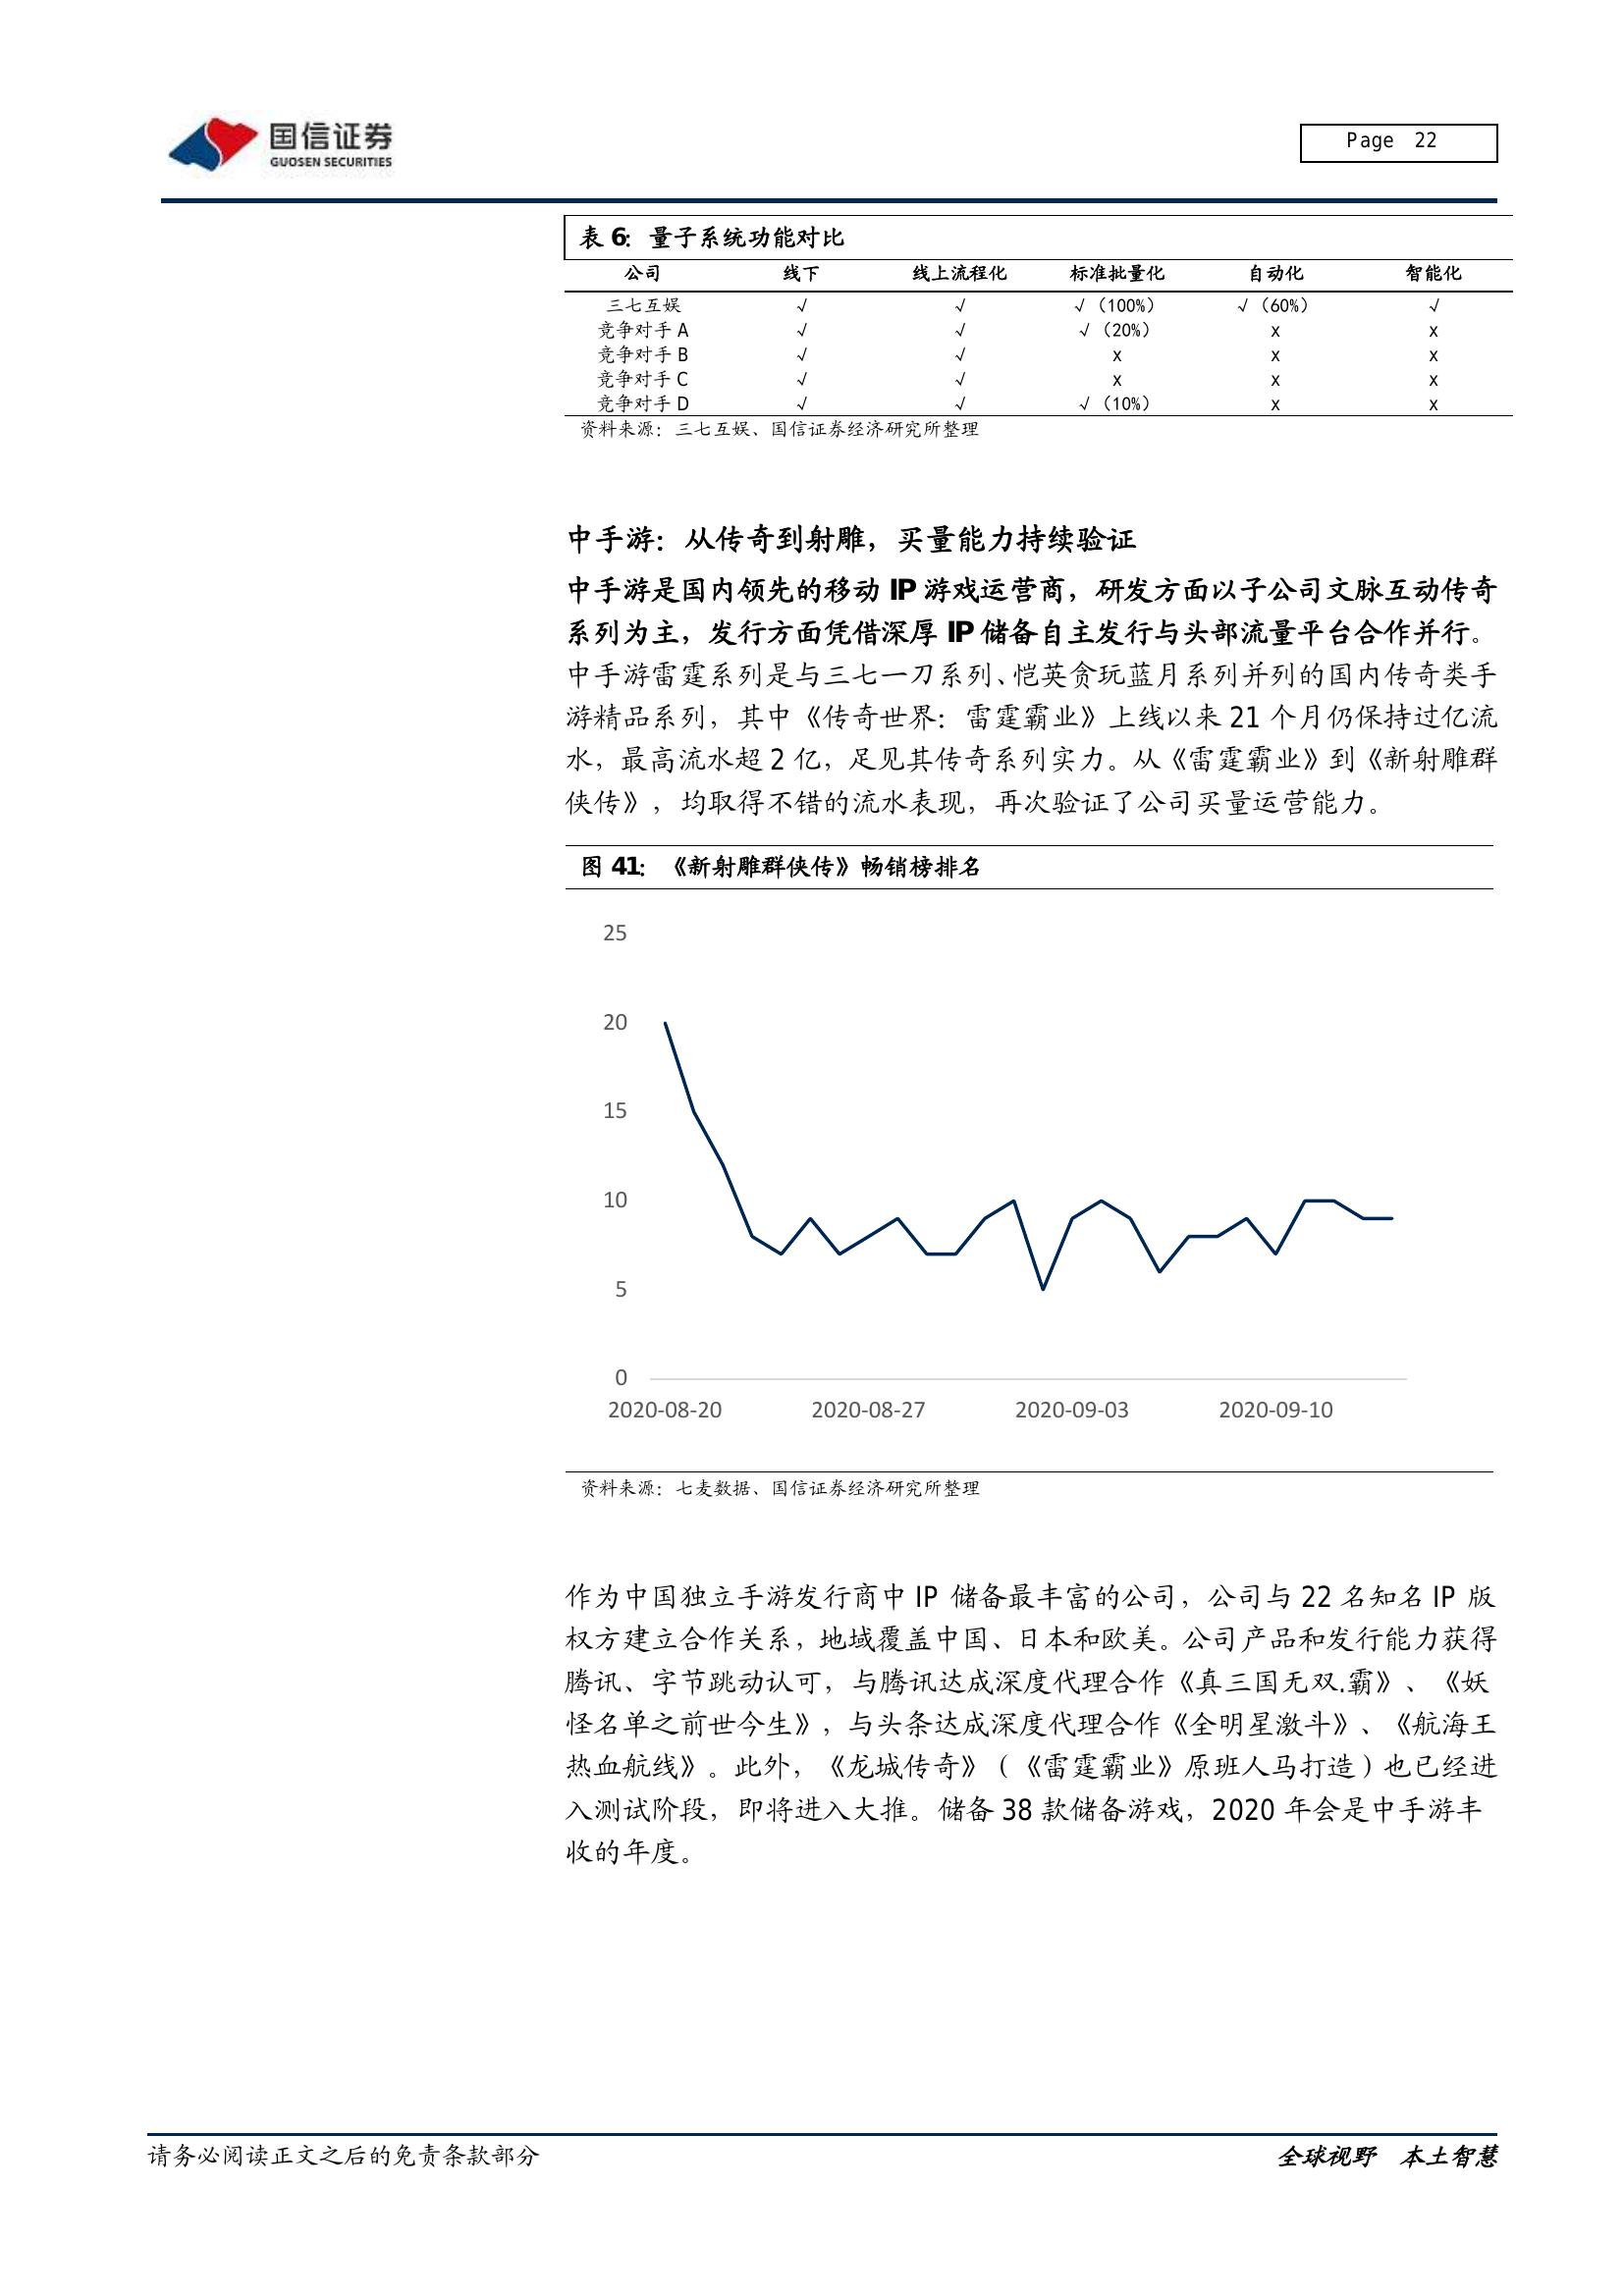 国信证券
GUOSEN SECURITIES
Page 22
表 6: 量子系统功能对比
公司 线下 线上流程化 标准批量化 自动化 智能化
三七互娱 √ √ √（100%） √（60%） √
竞争对手 A √ √ √（20%） x x
竞争对手 B √ √ x x x
竞争对手 C √ √ x x x
竞争对手 D √ √ √（10%） x x
资料来源：三七互娱、国信证券经济研究所整理
中手游：从传奇到射雕，买量能力持续验证
中手游是国内领先的移动 IP 游戏运营商，研发方面以子公司文脉互动传奇
系列为主，发行方面凭借深厚 IP 储备自主发行与头部流量平台合作并行。
中手游雷霆系列是与三七一刀系列、恺英贪玩蓝月系列并列的国内传奇类手
游精品系列，其中《传奇世界：雷霆霸业》上线以来 21 个月仍保持过亿流
水，最高流水超 2 亿，足见其传奇系列实力。从《雷霆霸业》到《新射雕群
侠传》，均取得不错的流水表现，再次验证了公司买量运营能力。
图 41: 《新射雕群侠传》畅销榜排名
25
20
15
10
5
0
2020-08-20 2020-08-27 2020-09-03 2020-09-10
资料来源：七麦数据、国信证券经济研究所整理
作为中国独立手游发行商中 IP 储备最丰富的公司，公司与 22 名知名 IP 版
权方建立合作关系，地域覆盖中国、日本和欧美。公司产品和发行能力获得
腾讯、字节跳动认可，与腾讯达成深度代理合作《真三国无双.霸》、《妖
怪名单之前世今生》，与头条达成深度代理合作《全明星激斗》、《航海王
热血航线》。此外，《龙城传奇》（《雷霆霸业》原班人马打造）也已经进
入测试阶段，即将进入大推。储备 38 款储备游戏，2020 年会是中手游丰
收的年度。
请务必阅读正文之后的免责条款部分
全球视野 本土智慧